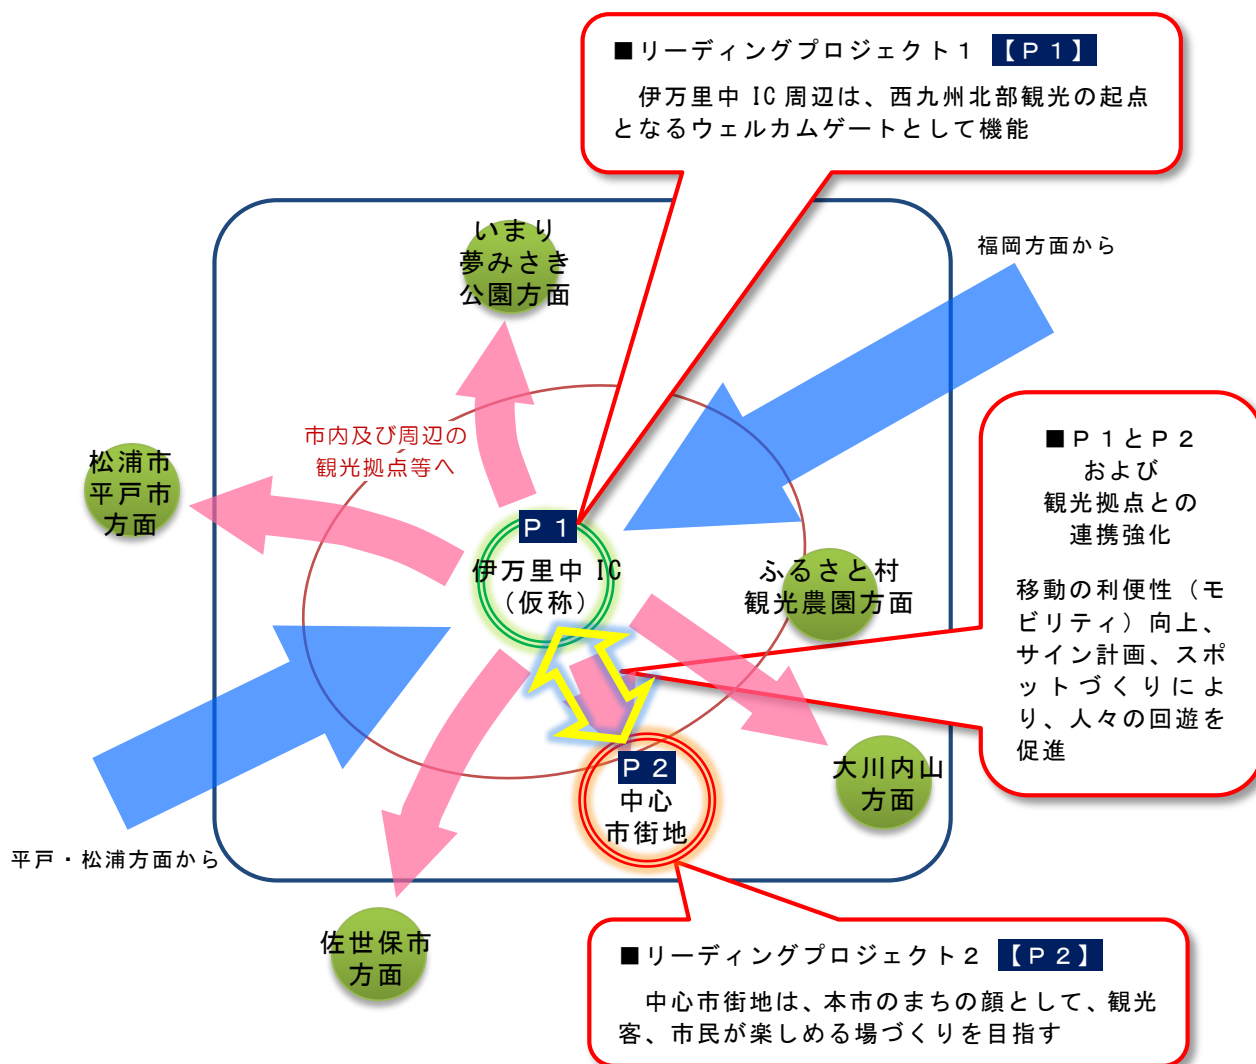 ■リーディングプロジェクト１ 【Ｐ１】
伊万里中 IC 周辺は、西九州北部観光の起点
となるウェルカムゲートとして機能
いまり
夢みさき
公園方面
福岡方面から
市内及び周辺の
観光拠点等へ
松浦市
平戸市
方面
■Ｐ１とＰ２
および
観光拠点との
連携強化
移動の利便性（モ
ビリティ）向上、
サイン計画、スポ
ットづくりによ
り、人々の回遊を
促進
Ｐ１
伊万里中 IC
（仮称）
ふるさと村
観光農園方面
大川内山
方面
Ｐ２
中心
市街地
平戸・松浦方面から
佐世保市
方面
■リーディングプロジェクト２ 【Ｐ２】
中心市街地は、本市のまちの顔として、観光
客、市民が楽しめる場づくりを目指す